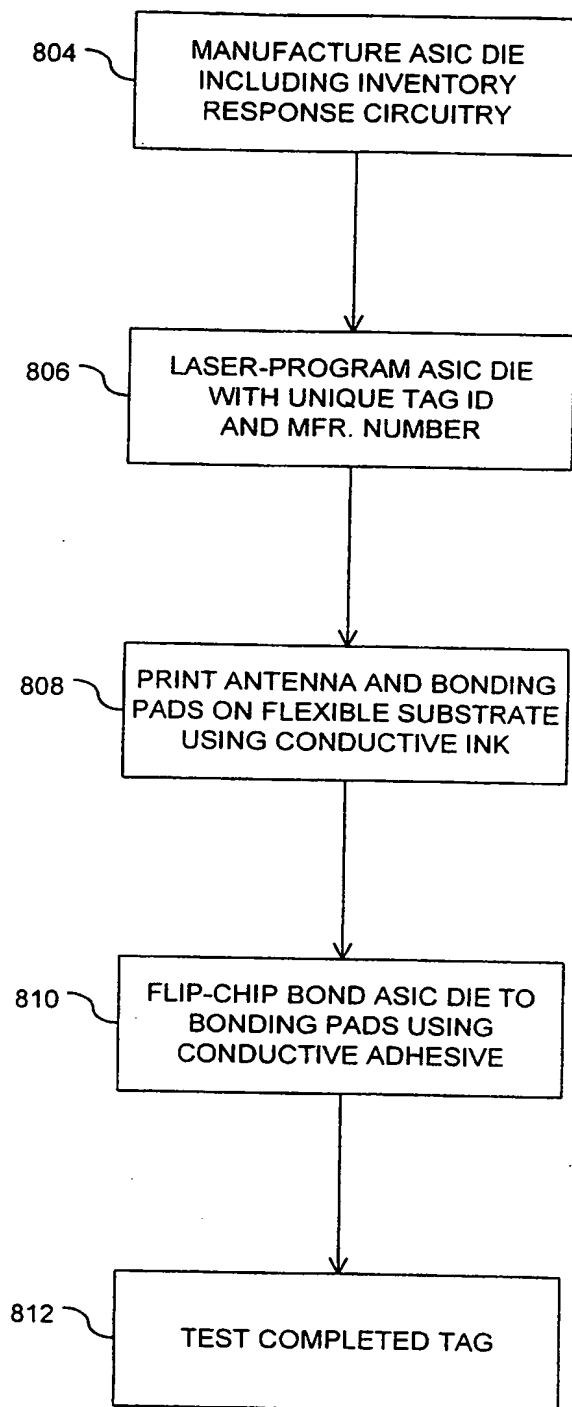 804
MANUFACTURE ASIC DIE
INCLUDING INVENTORY
RESPONSE CIRCUITRY
806
LASER-PROGRAM ASIC DIE
WITH UNIQUE TAG ID
AND MFR. NUMBER
808
PRINT ANTENNA AND BONDING
PADS ON FLEXIBLE SUBSTRATE
USING CONDUCTIVE INK
810
FLIP-CHIP BOND ASIC DIE TO
BONDING PADS USING
CONDUCTIVE ADHESIVE
812
TEST COMPLETED TAG